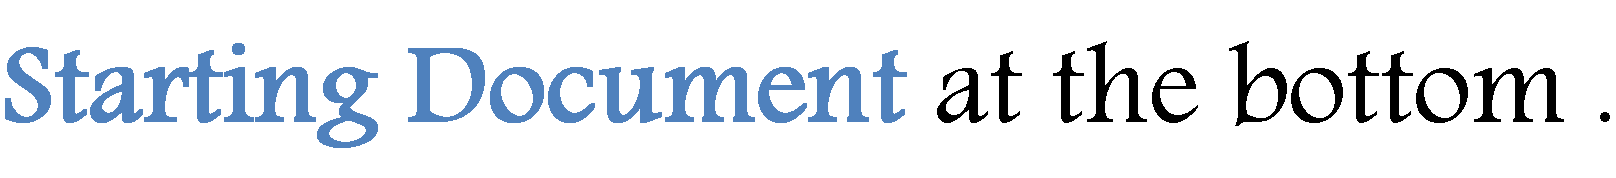 Starting Document at the bottom .